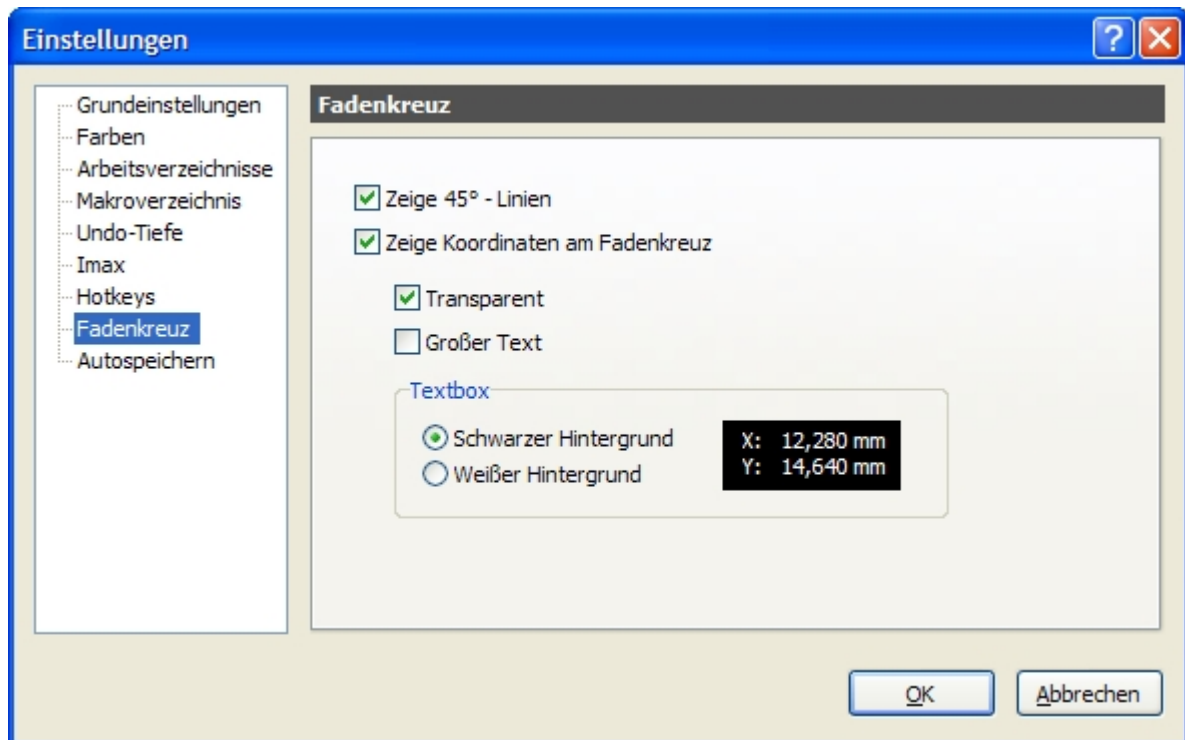 Einstellungen
Grundeinstellungen
Farben
Arbeitsverzeichnisse
Makroverzeichnis
Undo-Tiefe
Imax
Hotkeys
Fadenkreuz
Autospeichern
Fadenkreuz
Zeige 45° - Linien
Zeige Koordinaten am Fadenkreuz
Transparent
Großer Text
Textbox
Schwarzer Hintergrund
Weißer Hintergrund
X: 12,280 mm
Y: 14,640 mm
OK
Abbrechen